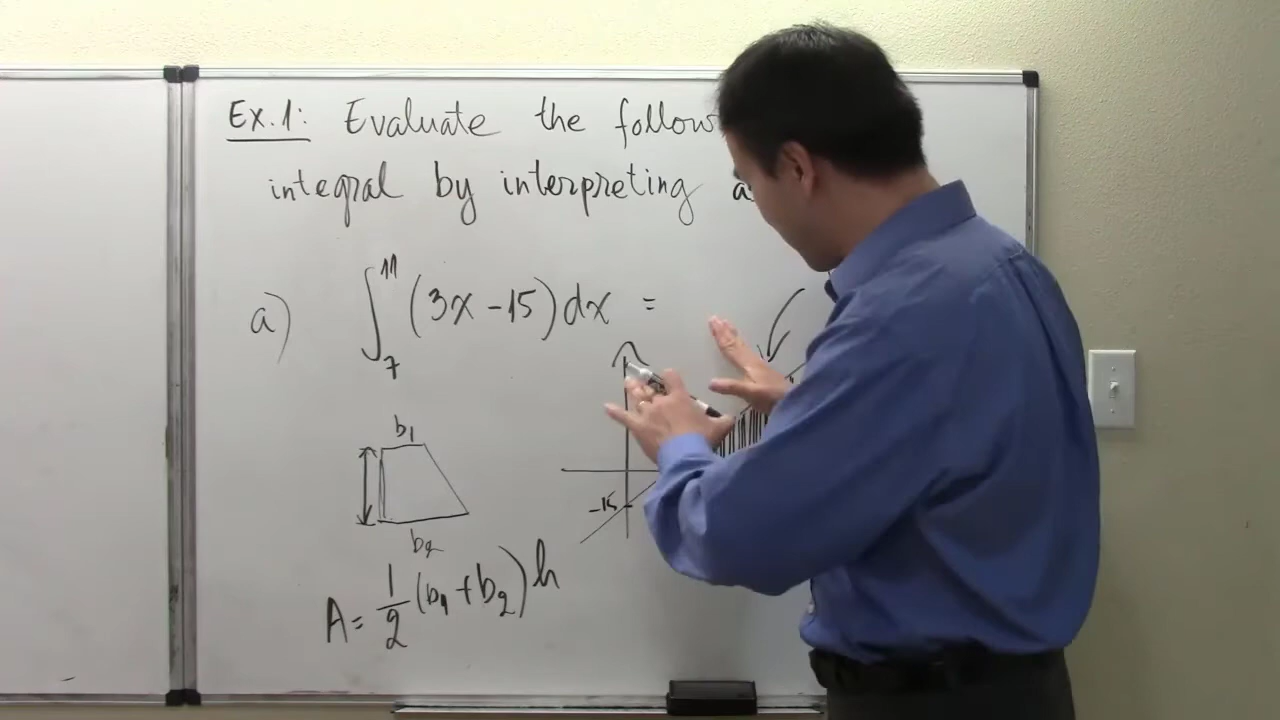 Ex.1: Evaluate the follow
integral by interpreting a
a) ∫₇¹¹ (3x - 15) dx =
b₁
-15
b₂
A = 1/2 (b₁ + b₂) h